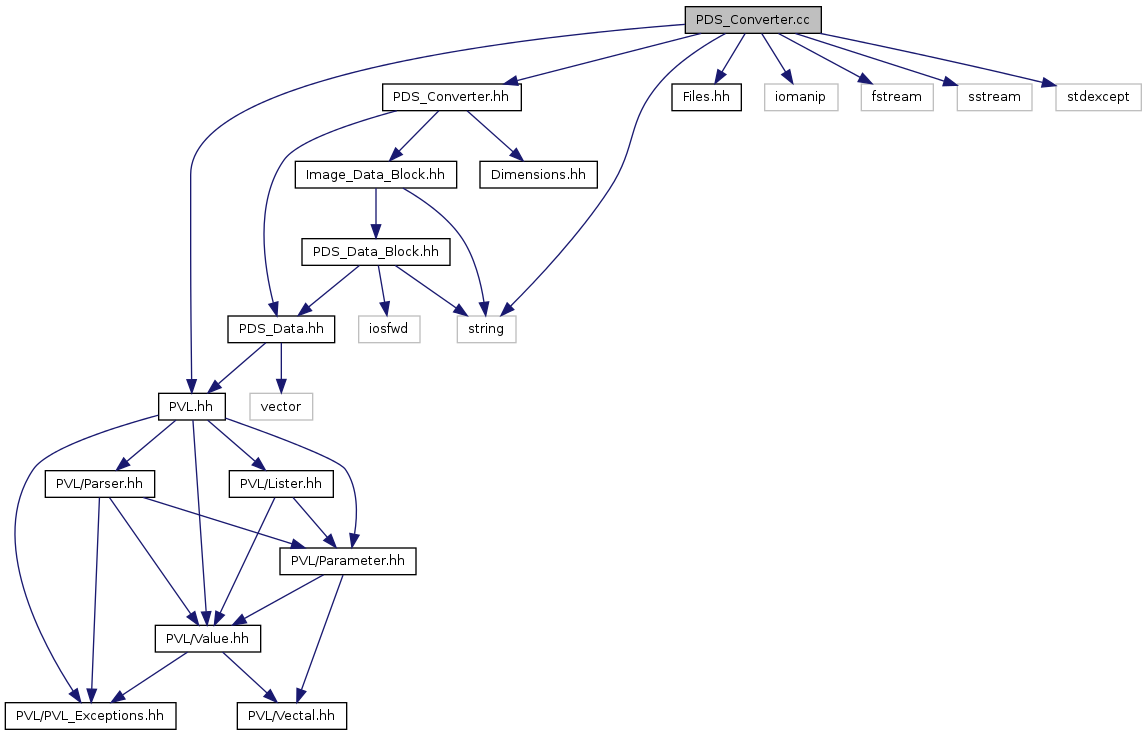 PDS_Converter.cc
PDS_Converter.hh
Files.hh
iomanip
fstream
sstream
stdexcept
Image_Data_Block.hh
Dimensions.hh
PDS_Data_Block.hh
PDS_Data.hh
iosfwd
string
PVL.hh
vector
PVL/Parser.hh
PVL/Lister.hh
PVL/Parameter.hh
PVL/Value.hh
PVL/PVL_Exceptions.hh
PVL/Vectal.hh